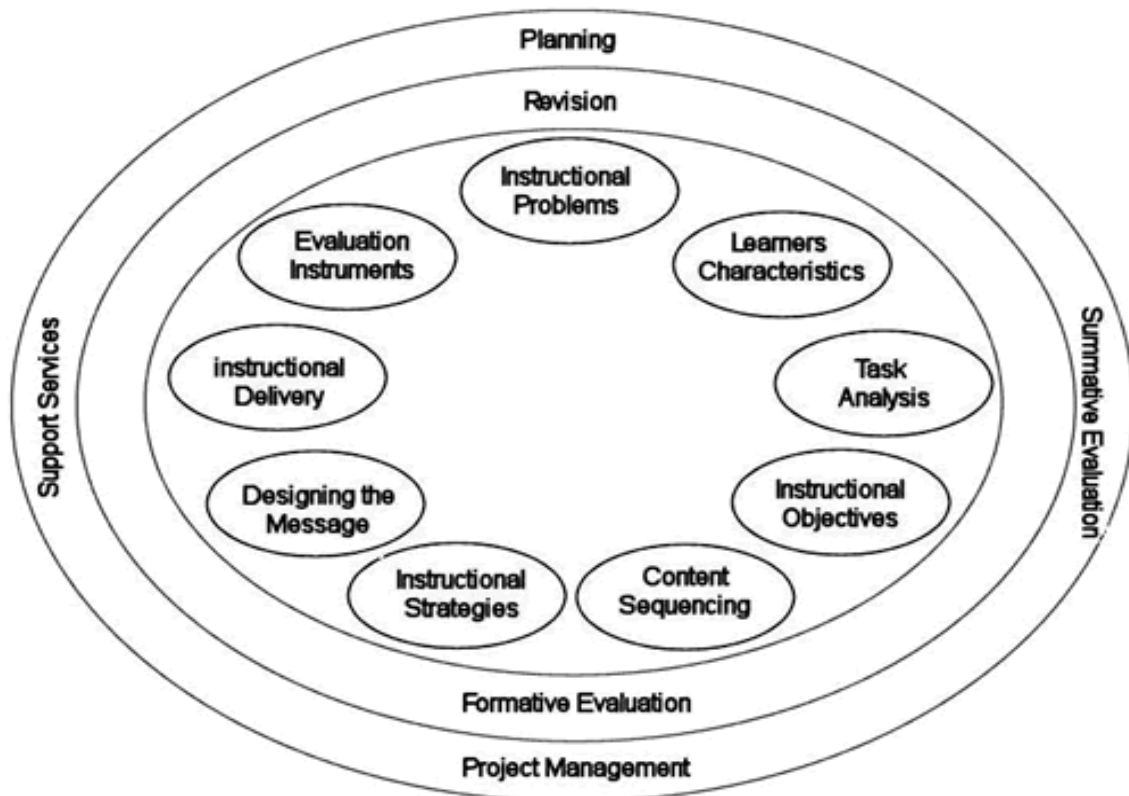 Planning
Revision
Instructional
Problems
Learners
Characteristics
Task
Analysis
Instructional
Objectives
Content
Sequencing
Instructional
Strategies
Designing the
Message
instructional
Delivery
Evaluation
Instruments
Support Services
Summative Evaluation
Formative Evaluation
Project Management